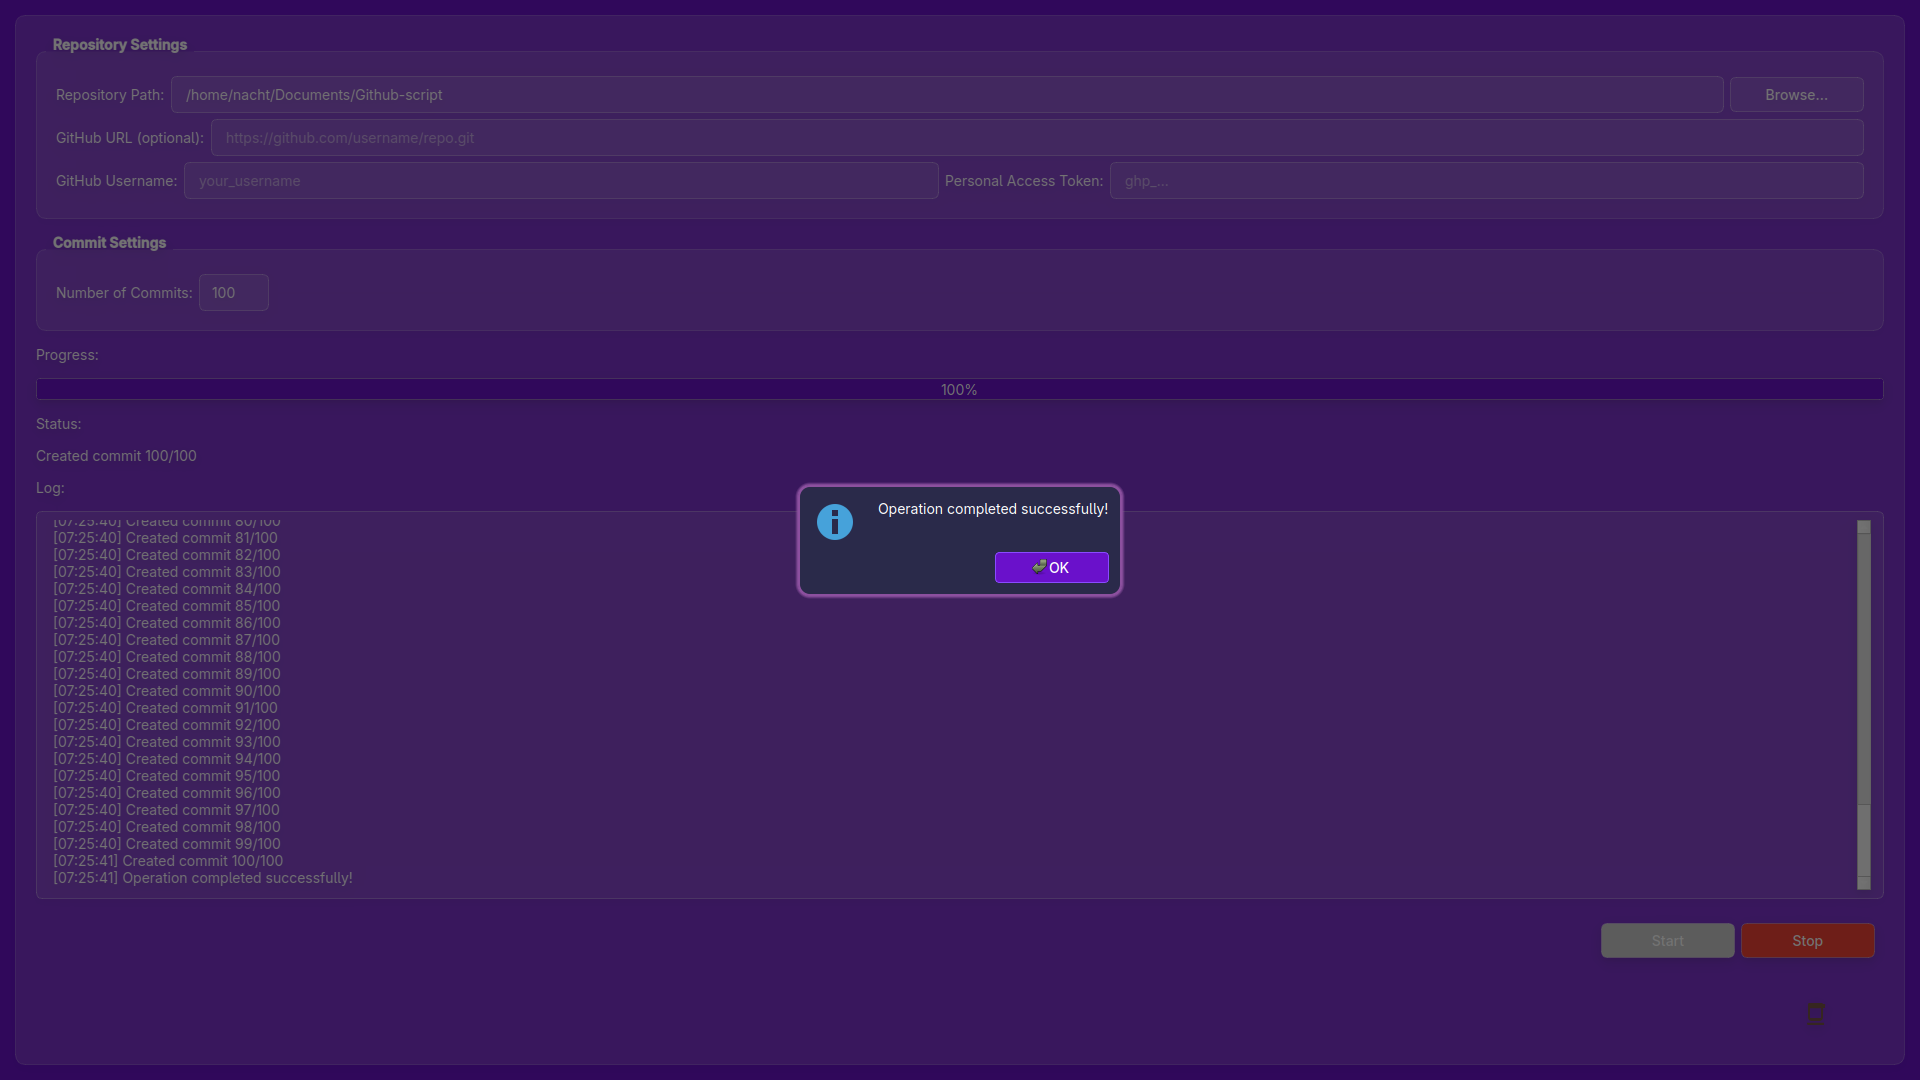 Repository Settings
Repository Path: /home/nacht/Documents/Github-script Browse...
GitHub URL (optional): https://github.com/username/repo.git
GitHub Username: your_username Personal Access Token: ghp_...
Commit Settings
Number of Commits: 100
Progress:
100%
Status:
Created commit 100/100
Log:
[07:25:40] Created commit 80/100
[07:25:40] Created commit 81/100
[07:25:40] Created commit 82/100
[07:25:40] Created commit 83/100
[07:25:40] Created commit 84/100
[07:25:40] Created commit 85/100
[07:25:40] Created commit 86/100
[07:25:40] Created commit 87/100
[07:25:40] Created commit 88/100
[07:25:40] Created commit 89/100
[07:25:40] Created commit 90/100
[07:25:40] Created commit 91/100
[07:25:40] Created commit 92/100
[07:25:40] Created commit 93/100
[07:25:40] Created commit 94/100
[07:25:40] Created commit 95/100
[07:25:40] Created commit 96/100
[07:25:40] Created commit 97/100
[07:25:40] Created commit 98/100
[07:25:40] Created commit 99/100
[07:25:41] Created commit 100/100
[07:25:41] Operation completed successfully!
Operation completed successfully!
OK
Start Stop